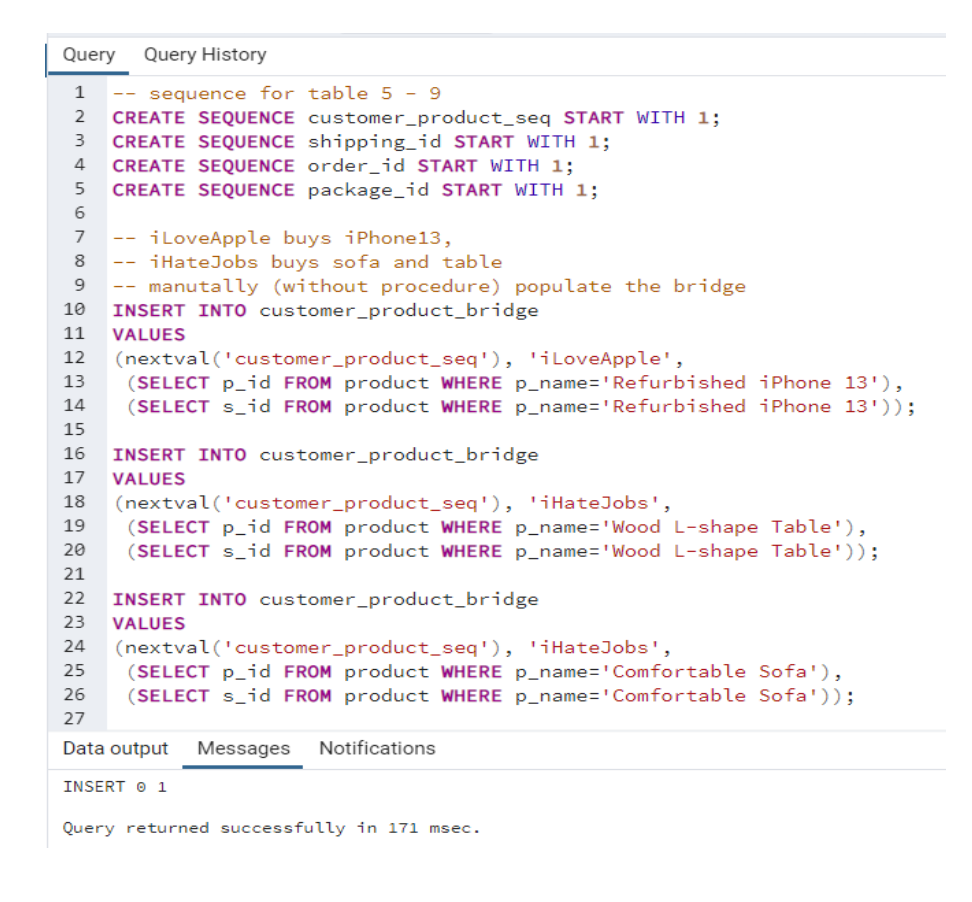 Query Query History
1 -- sequence for table 5 - 9
2 CREATE SEQUENCE customer_product_seq START WITH 1;
3 CREATE SEQUENCE shipping_id START WITH 1;
4 CREATE SEQUENCE order_id START WITH 1;
5 CREATE SEQUENCE package_id START WITH 1;
6
7 -- iLoveApple buys iPhone13,
8 -- iHateJobs buys sofa and table
9 -- manutally (without procedure) populate the bridge
10 INSERT INTO customer_product_bridge
11 VALUES
12 (nextval('customer_product_seq'), 'iLoveApple',
13 (SELECT p_id FROM product WHERE p_name='Refurbished iPhone 13'),
14 (SELECT s_id FROM product WHERE p_name='Refurbished iPhone 13'));
15
16 INSERT INTO customer_product_bridge
17 VALUES
18 (nextval('customer_product_seq'), 'iHateJobs',
19 (SELECT p_id FROM product WHERE p_name='Wood L-shape Table'),
20 (SELECT s_id FROM product WHERE p_name='Wood L-shape Table'));
21
22 INSERT INTO customer_product_bridge
23 VALUES
24 (nextval('customer_product_seq'), 'iHateJobs',
25 (SELECT p_id FROM product WHERE p_name='Comfortable Sofa'),
26 (SELECT s_id FROM product WHERE p_name='Comfortable Sofa'));
27
Data output Messages Notifications
INSERT 0 1
Query returned successfully in 171 msec.